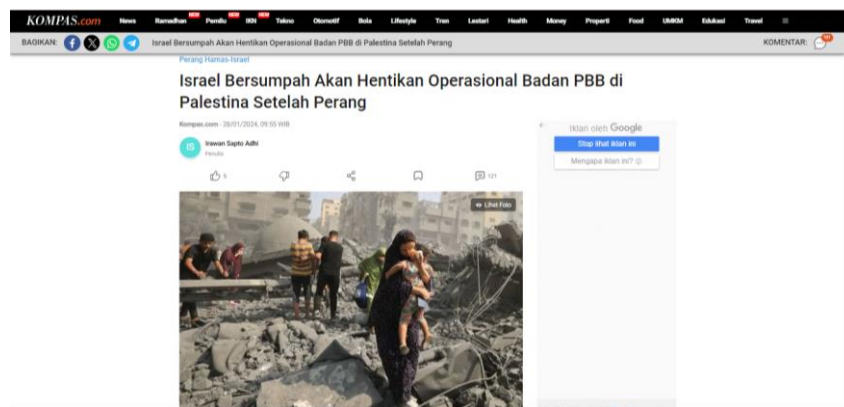 KOMPAS.com News Ramadhan NEW Pemilu NEW IKN NEW Tekno Otomotif Bola Lifestyle Tren Lestari Health Money Properti Food UMKM Edukasi Travel
BAGIKAN: Israel Bersumpah Akan Hentikan Operasional Badan PBB di Palestina Setelah Perang KOMENTAR:
Perang Hamas-Israel
Israel Bersumpah Akan Hentikan Operasional Badan PBB di
Palestina Setelah Perang
Kompas.com - 28/01/2024, 09:55 WIB
IS
Irawan Sapto Adhi
Penulis
121
Lihat Foto
Iklan oleh Google
Stop lihat iklan ini
Mengapa iklan ini?